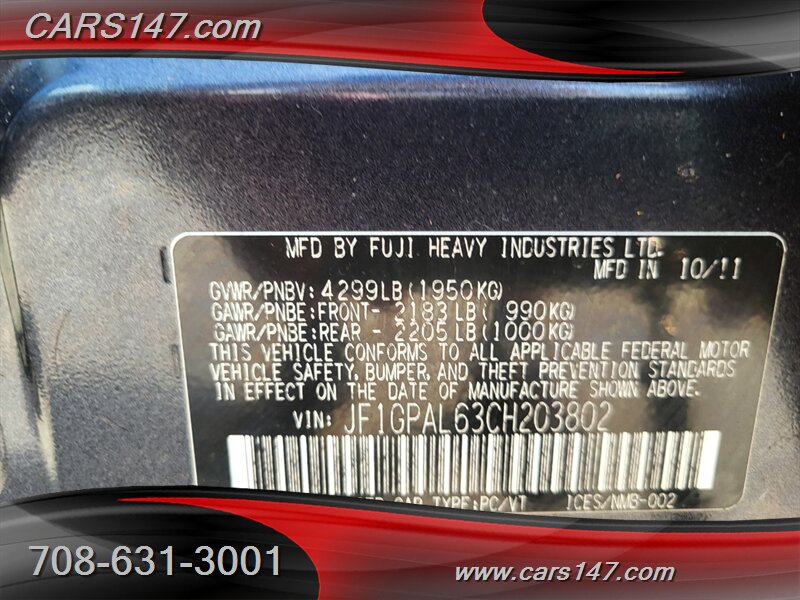 CARS147.com
MFD BY FUJI HEAVY INDUSTRIES LTD.
MFD IN 10/11
GVWR/PNBV: 4299LB (1950KG)
GAWR/PNBE:FRONT- 2183LB ( 990KG)
GAWR/PNBE:REAR - 2205LB (1000KG)
THIS VEHICLE CONFORMS TO ALL APPLICABLE FEDERAL MOTOR
VEHICLE SAFETY, BUMPER, AND THEFT PREVENTION STANDARDS
IN EFFECT ON THE DATE OF MANUFACTURE SHOWN ABOVE.
VIN: JF1GPAL63CH203802
CAR TYPE:PC/VT ICES/NMB-002
708-631-3001
www.cars147.com